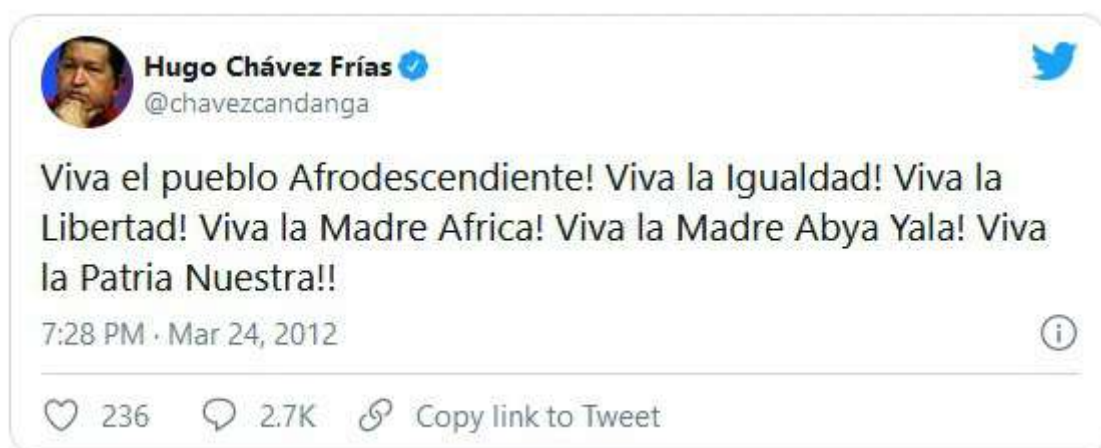 Hugo Chávez Frías
@chavezcandanga
Viva el pueblo Afrodescendiente! Viva la Igualdad! Viva la
Libertad! Viva la Madre Africa! Viva la Madre Abya Yala! Viva
la Patria Nuestra!!
7:28 PM · Mar 24, 2012
236 2.7K Copy link to Tweet